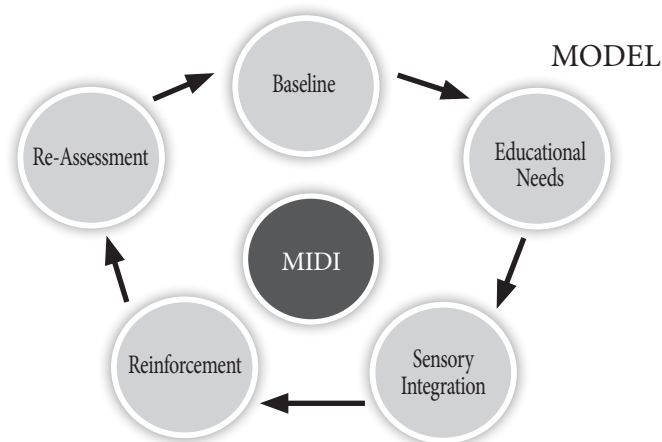 MODEL
Baseline
Educational
Needs
Sensory
Integration
Reinforcement
Re-Assessment
MIDI